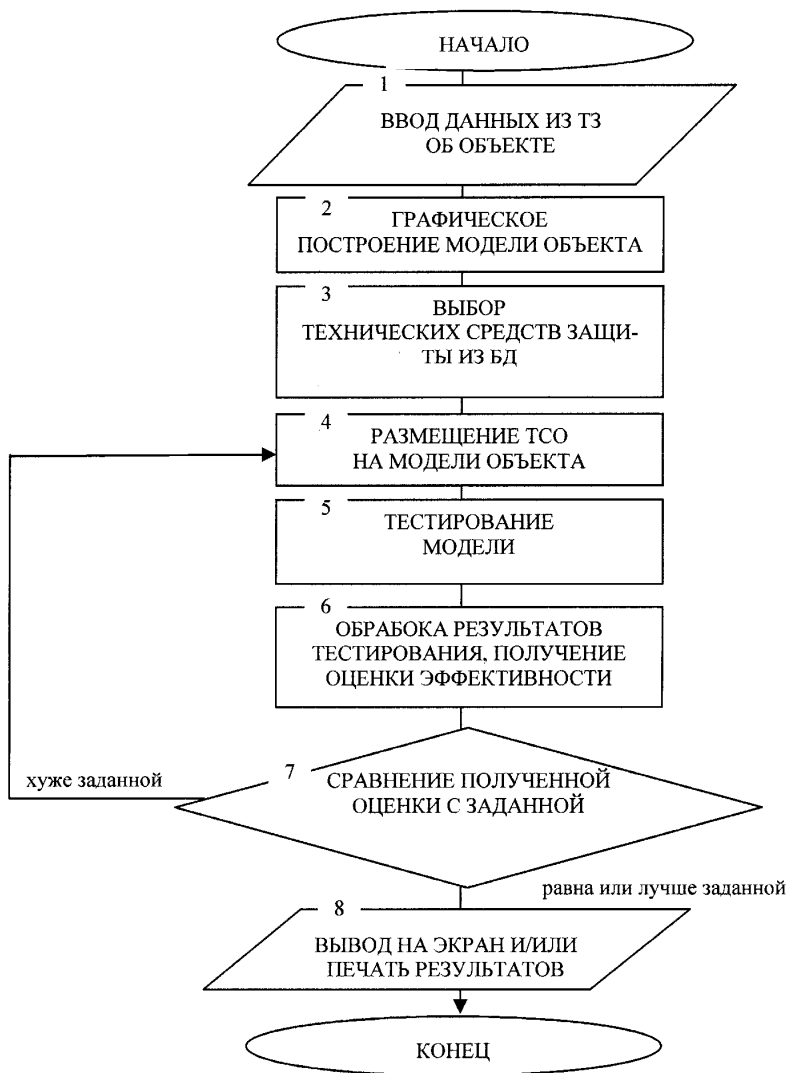 НАЧАЛО
1
ВВОД ДАННЫХ ИЗ ТЗ
ОБ ОБЪЕКТЕ
2
ГРАФИЧЕСКОЕ
ПОСТРОЕНИЕ МОДЕЛИ ОБЪЕКТА
3
ВЫБОР
ТЕХНИЧЕСКИХ СРЕДСТВ ЗАЩИ-
ТЫ ИЗ БД
4
РАЗМЕЩЕНИЕ ТСО
НА МОДЕЛИ ОБЪЕКТА
5
ТЕСТИРОВАНИЕ
МОДЕЛИ
6
ОБРАБОКА РЕЗУЛЬТАТОВ
ТЕСТИРОВАНИЯ, ПОЛУЧЕНИЕ
ОЦЕНКИ ЭФФЕКТИВНОСТИ
7
хуже заданной
СРАВНЕНИЕ ПОЛУЧЕННОЙ
ОЦЕНКИ С ЗАДАННОЙ
равна или лучше заданной
8
ВЫВОД НА ЭКРАН И/ИЛИ
ПЕЧАТЬ РЕЗУЛЬТАТОВ
КОНЕЦ